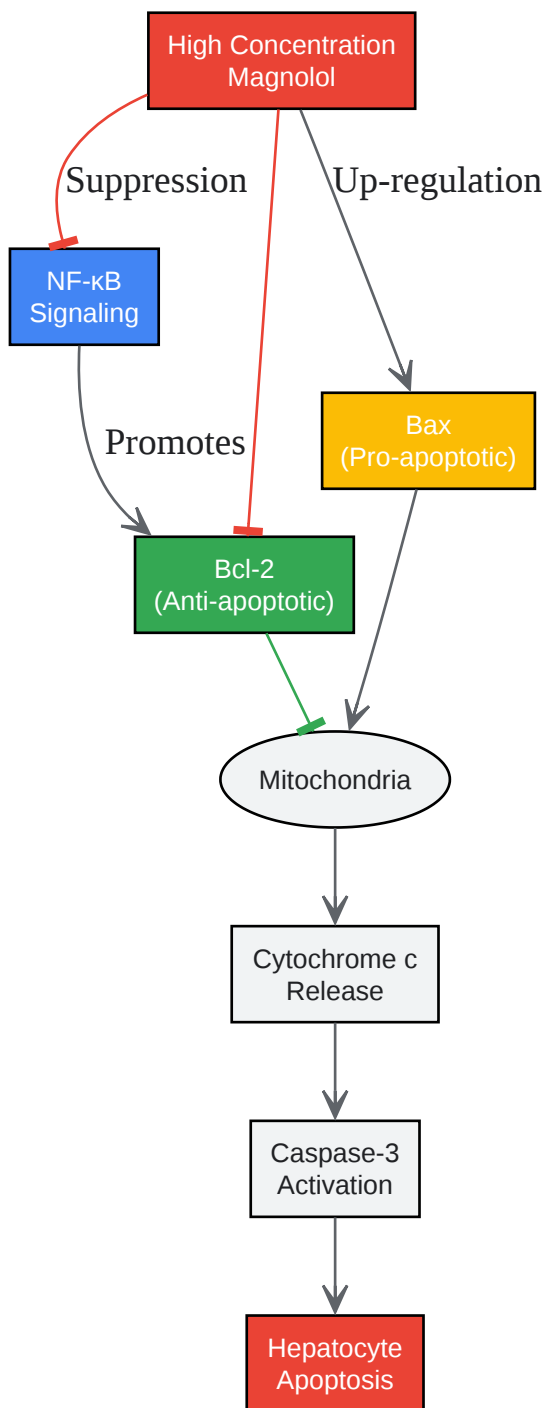 High Concentration
Magnolol
Suppression
Up-regulation
NF-κB
Signaling
Bax
(Pro-apoptotic)
Promotes
Bcl-2
(Anti-apoptotic)
Mitochondria
Cytochrome c
Release
Caspase-3
Activation
Hepatocyte
Apoptosis